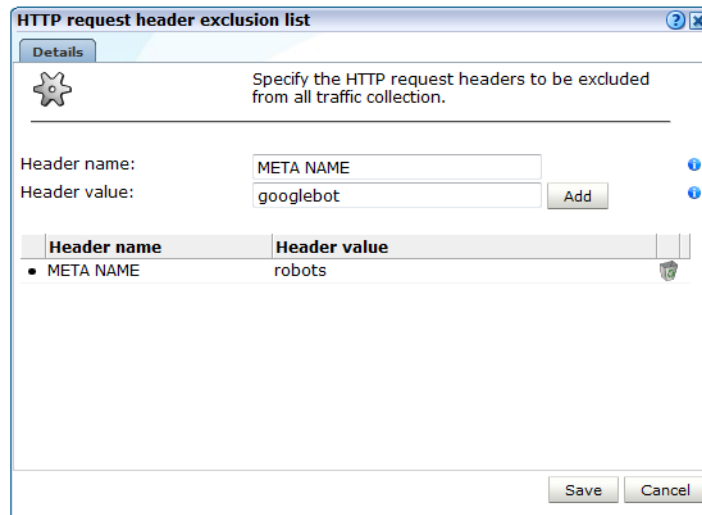 HTTP request header exclusion list
Details
Specify the HTTP request headers to be excluded
from all traffic collection.
Header name: META NAME
Header value: googlebot Add
Header name Header value
META NAME robots
Save Cancel